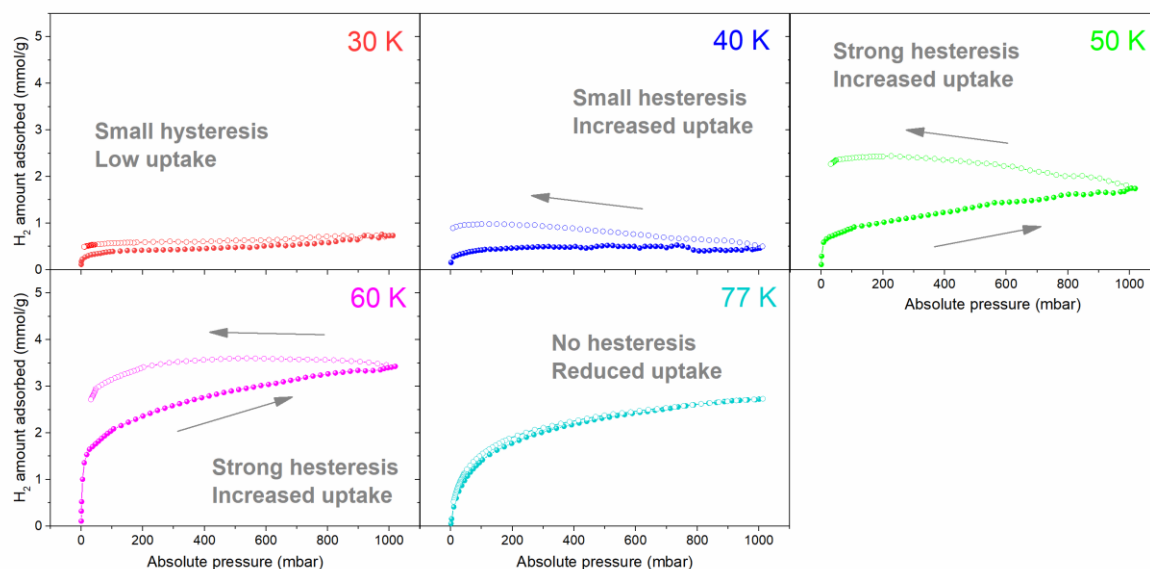 30 K
Small hysteresis
Low uptake
H2 amount adsorbed (mmol/g)
5
4
3
2
1
0
40 K
Small hesteresis
Increased uptake
50 K
Strong hesteresis
Increased uptake
0 200 400 600 800 1000
Absolute pressure (mbar)
60 K
Strong hesteresis
Increased uptake
H2 amount adsorbed (mmol/g)
5
4
3
2
1
0
0 200 400 600 800 1000
Absolute pressure (mbar)
77 K
No hesteresis
Reduced uptake
0 200 400 600 800 1000
Absolute pressure (mbar)